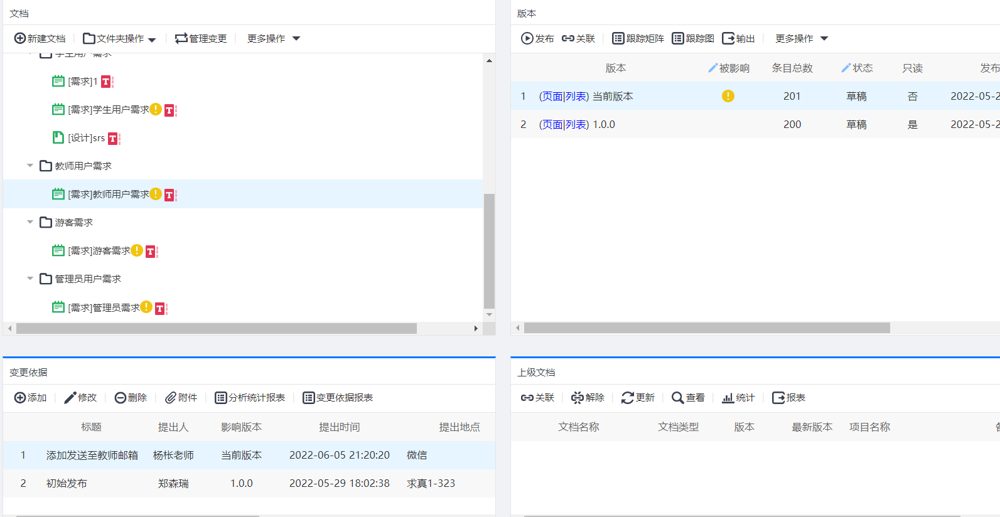 文档
新建文档 文件夹操作 管理变更 更多操作
学生用户需求
[需求]1
[需求]学生用户需求
[设计]srs
教师用户需求
[需求]教师用户需求
游客需求
[需求]游客需求
管理员用户需求
[需求]管理员需求
版本
发布 关联 跟踪矩阵 跟踪图 输出 更多操作
版本 被影响 条目总数 状态 只读 发布
1 (页面|列表) 当前版本 201 草稿 否 2022-05-2
2 (页面|列表) 1.0.0 200 草稿 是 2022-05-2
变更依据
添加 修改 删除 附件 分析统计报表 变更依据报表
标题 提出人 影响版本 提出时间 提出地点
1 添加发送至教师邮箱 杨枨老师 当前版本 2022-06-05 21:20:20 微信
2 初始发布 郑森瑞 1.0.0 2022-05-29 18:02:38 求真1-323
上级文档
关联 解除 更新 查看 统计 报表
文档名称 文档类型 版本 最新版本 项目名称